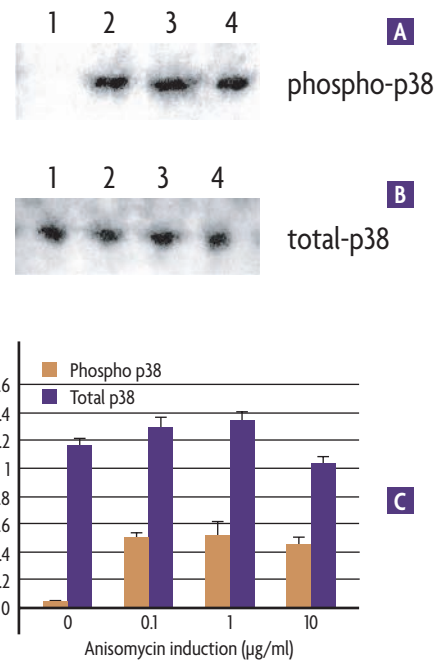 1 2 3 4
A
phospho-p38
1 2 3 4
B
total-p38
Phospho p38
Total p38
.6
.4
.2
1
.8
.6
.4
.2
0
C
0 0.1 1 10
Anisomycin induction (µg/ml)